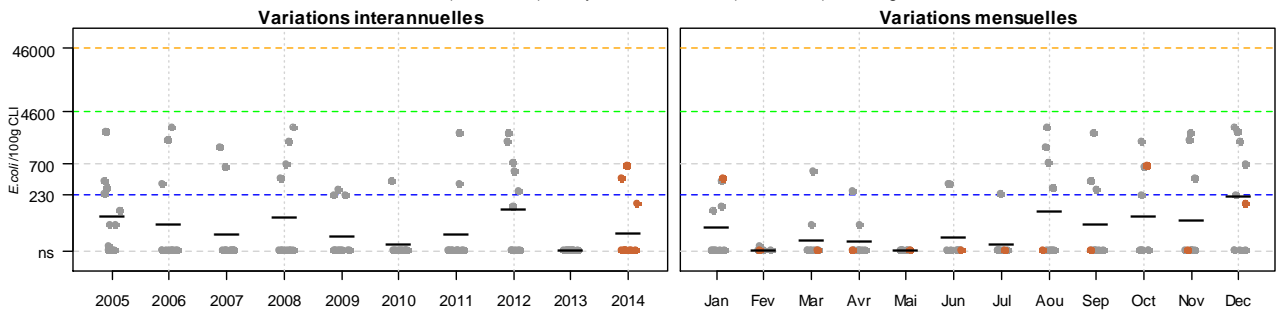 Variations interannuelles
Variations mensuelles
E.coli/100g CLI
46000
4600
700
230
ns
2005 2006 2007 2008 2009 2010 2011 2012 2013 2014
Jan Fev Mar Avr Mai Jun Jul Aou Sep Oct Nov Dec